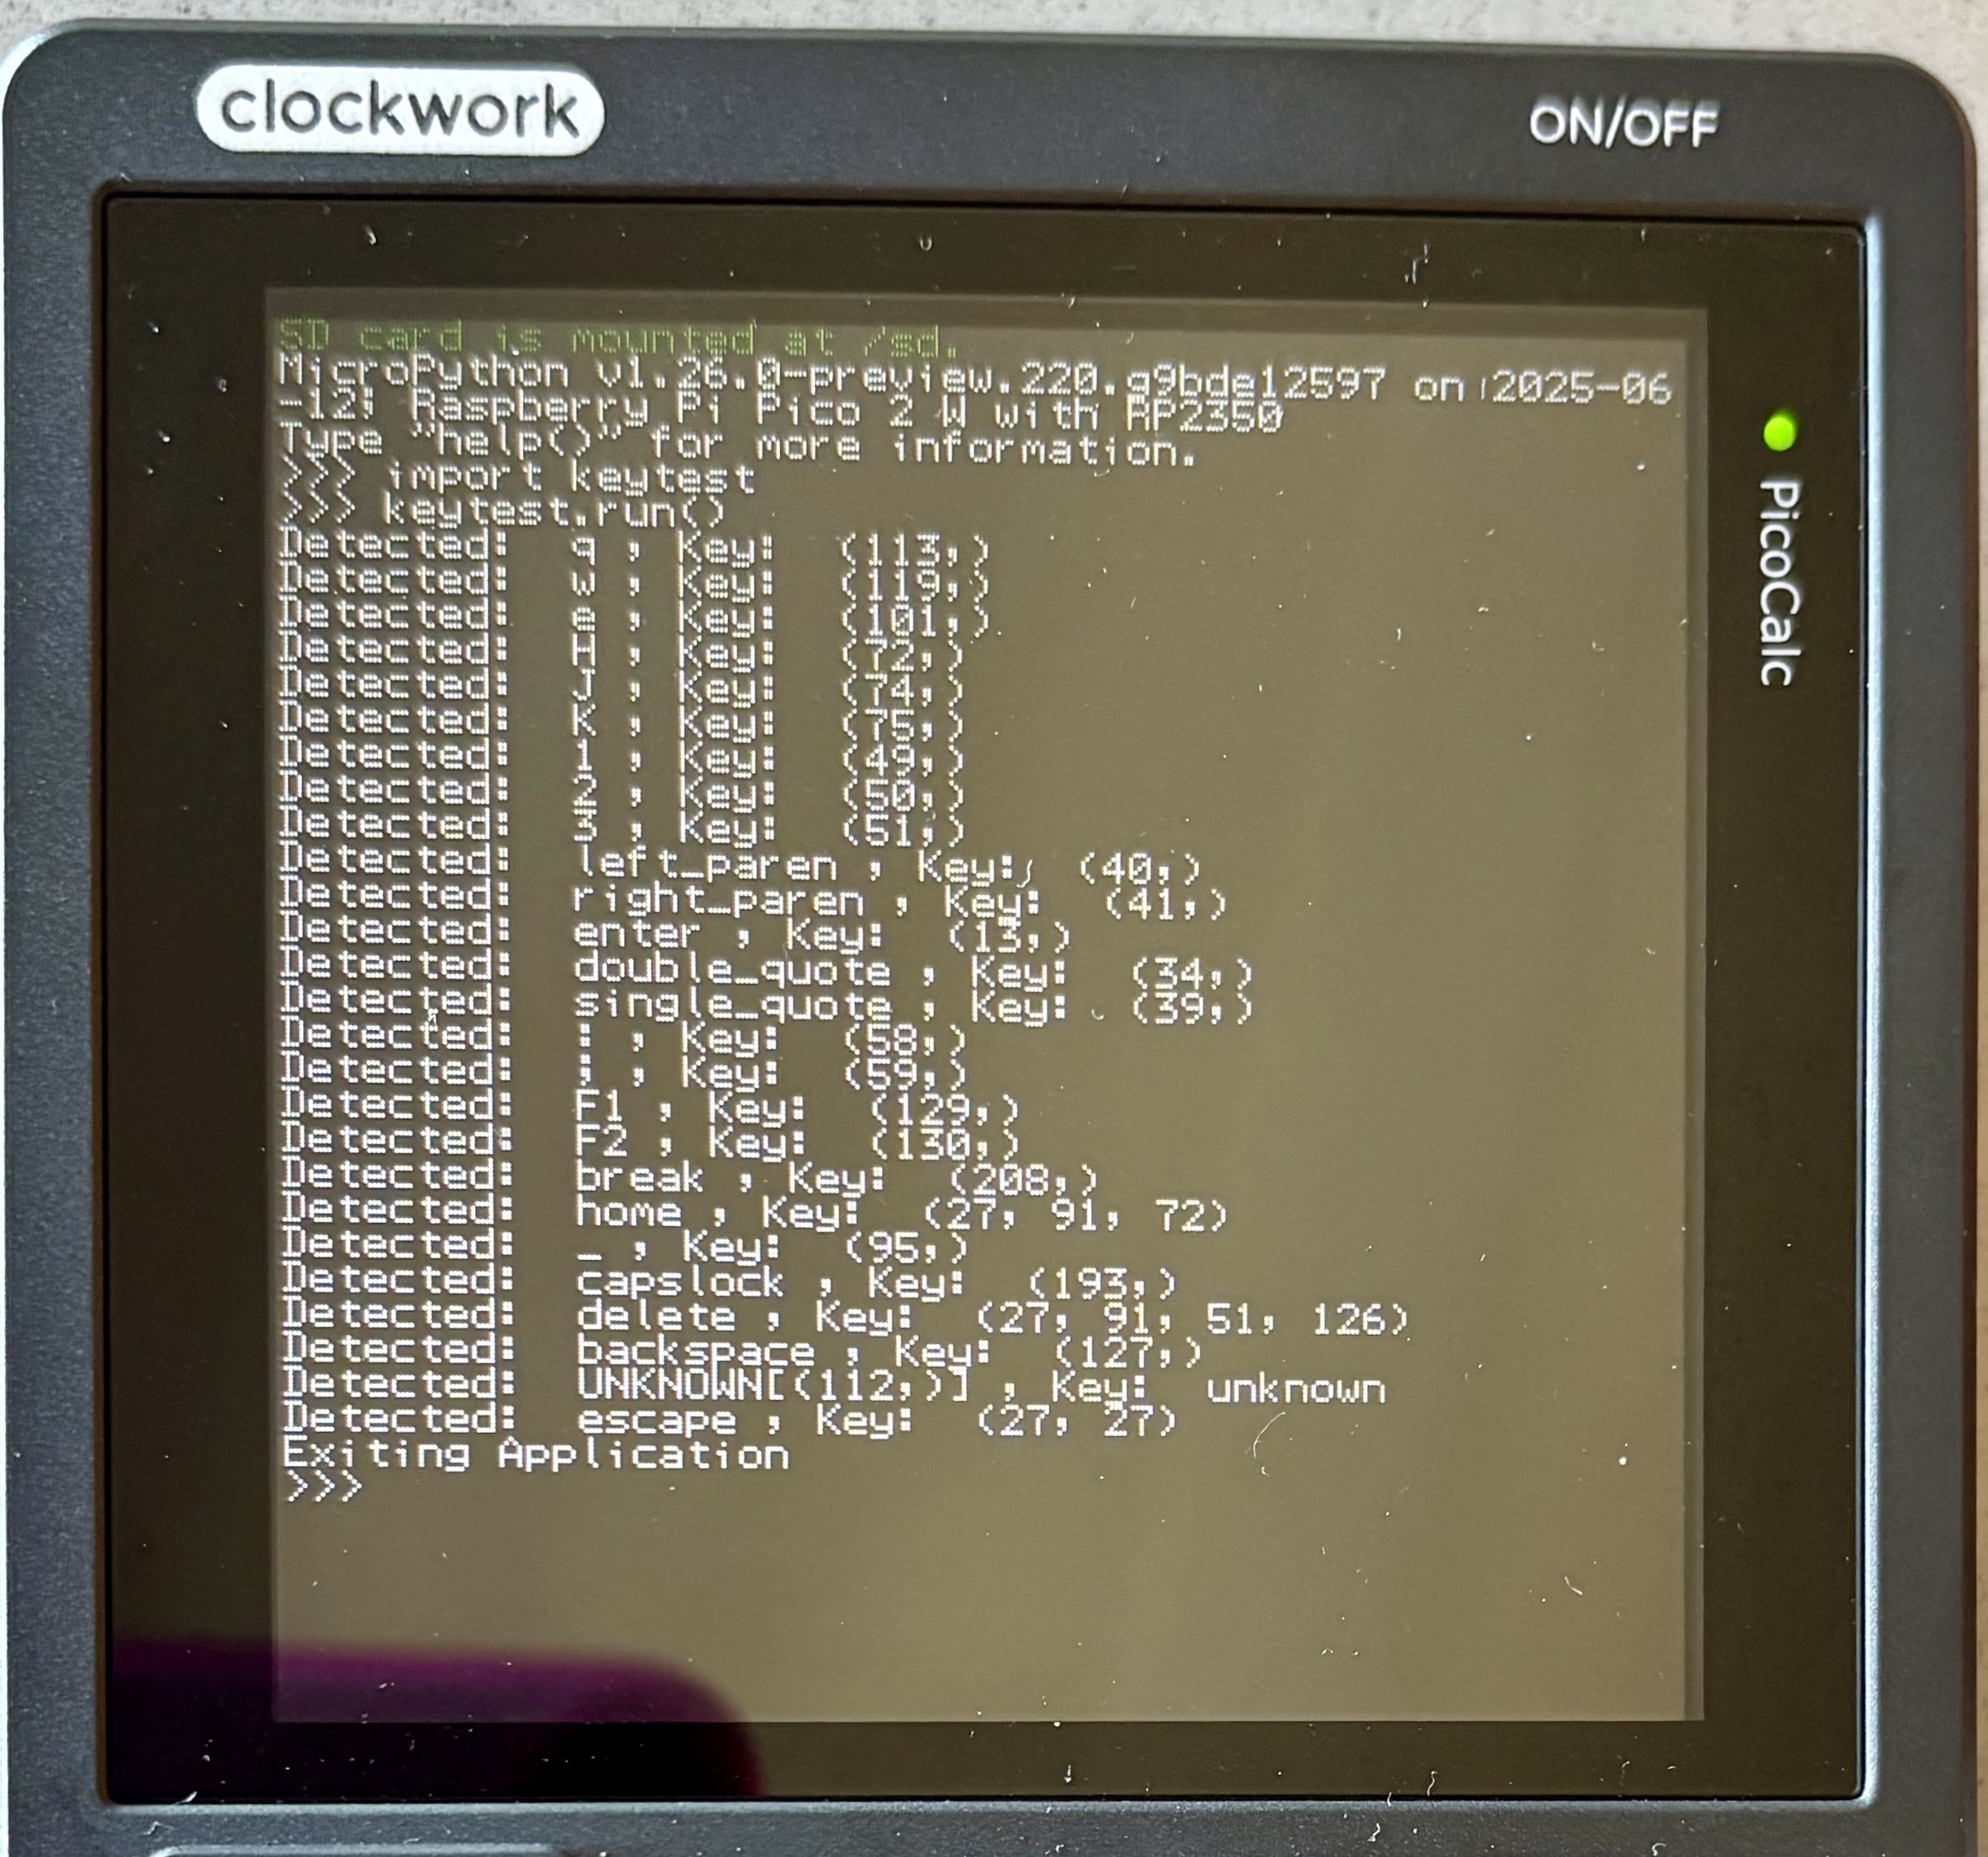 clockwork
ON/OFF
SD card is mounted at /sd.
MicroPython v1.26.0-preview.220.g9bde12597 on 2025-06
-12; Raspberry Pi Pico 2 W with RP2350
Type "help()" for more information.
>>> import keytest
>>> keytest.run()
Detected:  q , Key:  (113,)
Detected:  w , Key:  (119,)
Detected:  e , Key:  (101,)
Detected:  H , Key:  (72,)
Detected:  J , Key:  (74,)
Detected:  K , Key:  (75,)
Detected:  1 , Key:  (49,)
Detected:  2 , Key:  (50,)
Detected:  3 , Key:  (51,)
Detected:  left_paren , Key:  (40,)
Detected:  right_paren , Key:  (41,)
Detected:  enter , Key:  (13,)
Detected:  double_quote , Key:  (34,)
Detected:  single_quote , Key:  (39,)
Detected:  : , Key:  (58,)
Detected:  ; , Key:  (59,)
Detected:  F1 , Key:  (129,)
Detected:  F2 , Key:  (130,)
Detected:  break , Key:  (208,)
Detected:  home , Key:  (27, 91, 72)
Detected:  _ , Key:  (95,)
Detected:  capslock , Key:  (193,)
Detected:  delete , Key:  (27, 91, 51, 126)
Detected:  backspace , Key:  (127,)
Detected:  UNKNOWN[(112,)] , Key:  unknown
Detected:  escape , Key:  (27, 27)
Exiting Application
>>>
PicoCalc